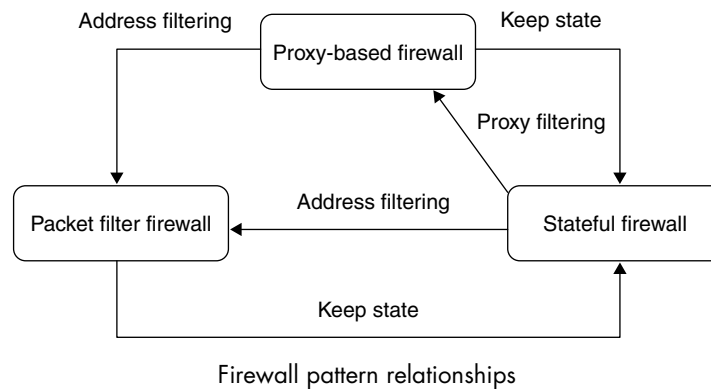 Address filtering
Keep state
Proxy-based firewall
Proxy filtering
Address filtering
Packet filter firewall
Stateful firewall
Keep state
Firewall pattern relationships